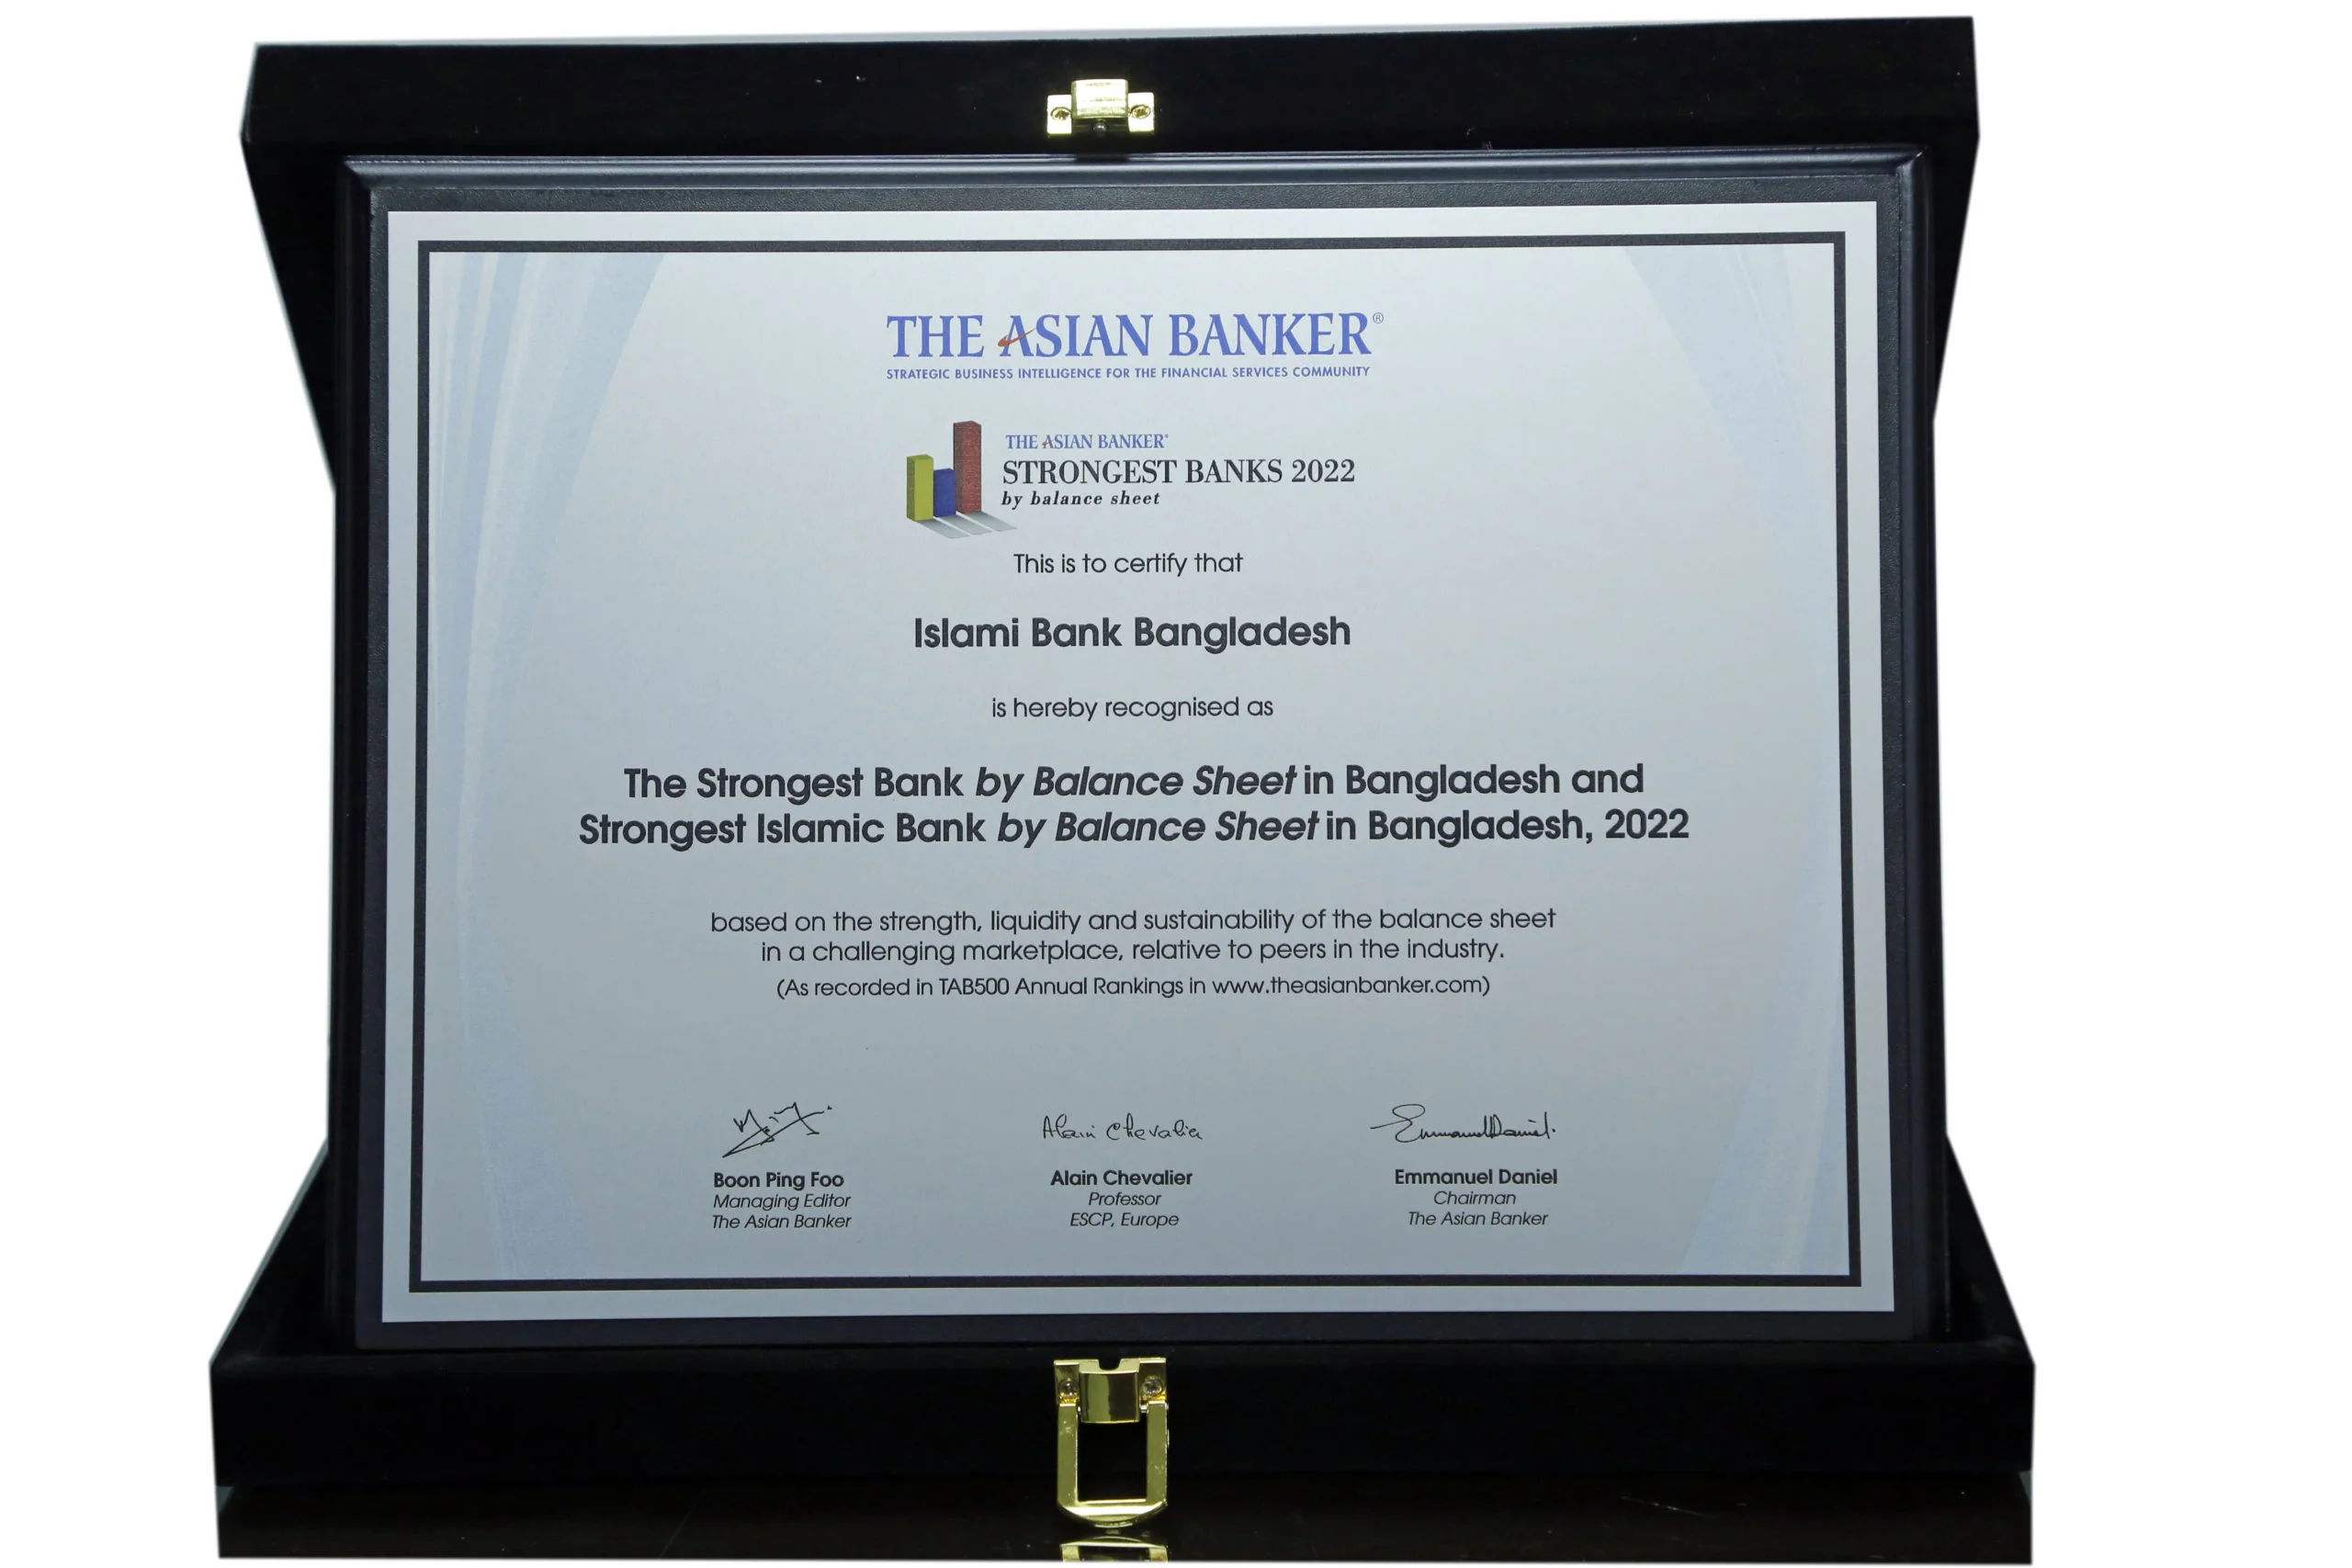 THE ASIAN BANKER®
STRATEGIC BUSINESS INTELLIGENCE FOR THE FINANCIAL SERVICES COMMUNITY
THE ASIAN BANKER®
STRONGEST BANKS 2022
by balance sheet
This is to certify that
Islami Bank Bangladesh
is hereby recognised as
The Strongest Bank by Balance Sheet in Bangladesh and
Strongest Islamic Bank by Balance Sheet in Bangladesh, 2022
based on the strength, liquidity and sustainability of the balance sheet
in a challenging marketplace, relative to peers in the industry.
(As recorded in TAB500 Annual Rankings in www.theasianbanker.com)
Alain Chevalier
Emmanuel Daniel
Boon Ping Foo
Managing Editor
The Asian Banker
Alain Chevalier
Professor
ESCP, Europe
Emmanuel Daniel
Chairman
The Asian Banker